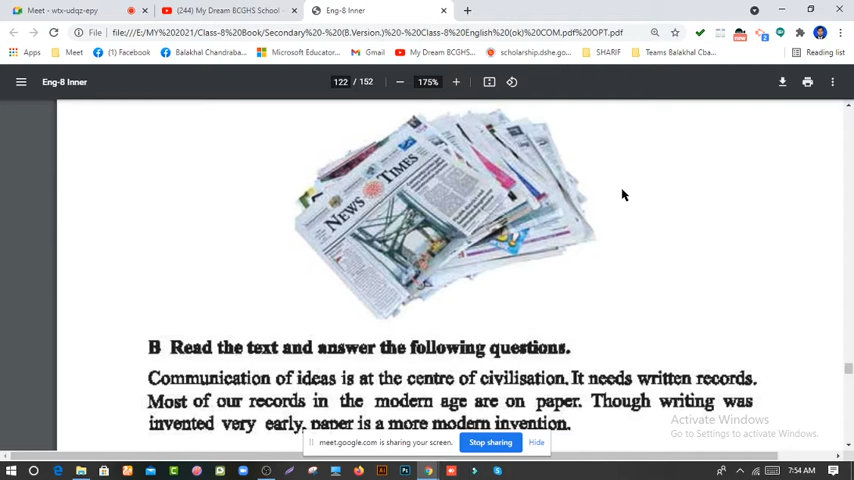 Meet - wtx-udqz-epy
(244) My Dream BCGHS School -
Eng-8 Inner
File | file:///E:/MY%202021/Class-8%20Book/Secondary%20-%20(B.Version.)%20-%20Class-8%20English%20(ok)%20COM.pdf%20OPT.pdf
Apps Meet (1) Facebook Balakhal Chandraba... Microsoft Educator... Gmail My Dream BCGHS... scholarship.dshe.go... SHARIF Teams Balakhal Cha... Reading list
Eng-8 Inner 122 / 152 175%
NEWS TIMES
B Read the text and answer the following questions.
Communication of ideas is at the centre of civilisation. It needs written records.
Most of our records in the modern age are on paper. Though writing was
invented very early, paper is a more modern invention.
Activate Windows
Go to Settings to activate Windows.
meet.google.com is sharing your screen. Stop sharing Hide
7:54 AM